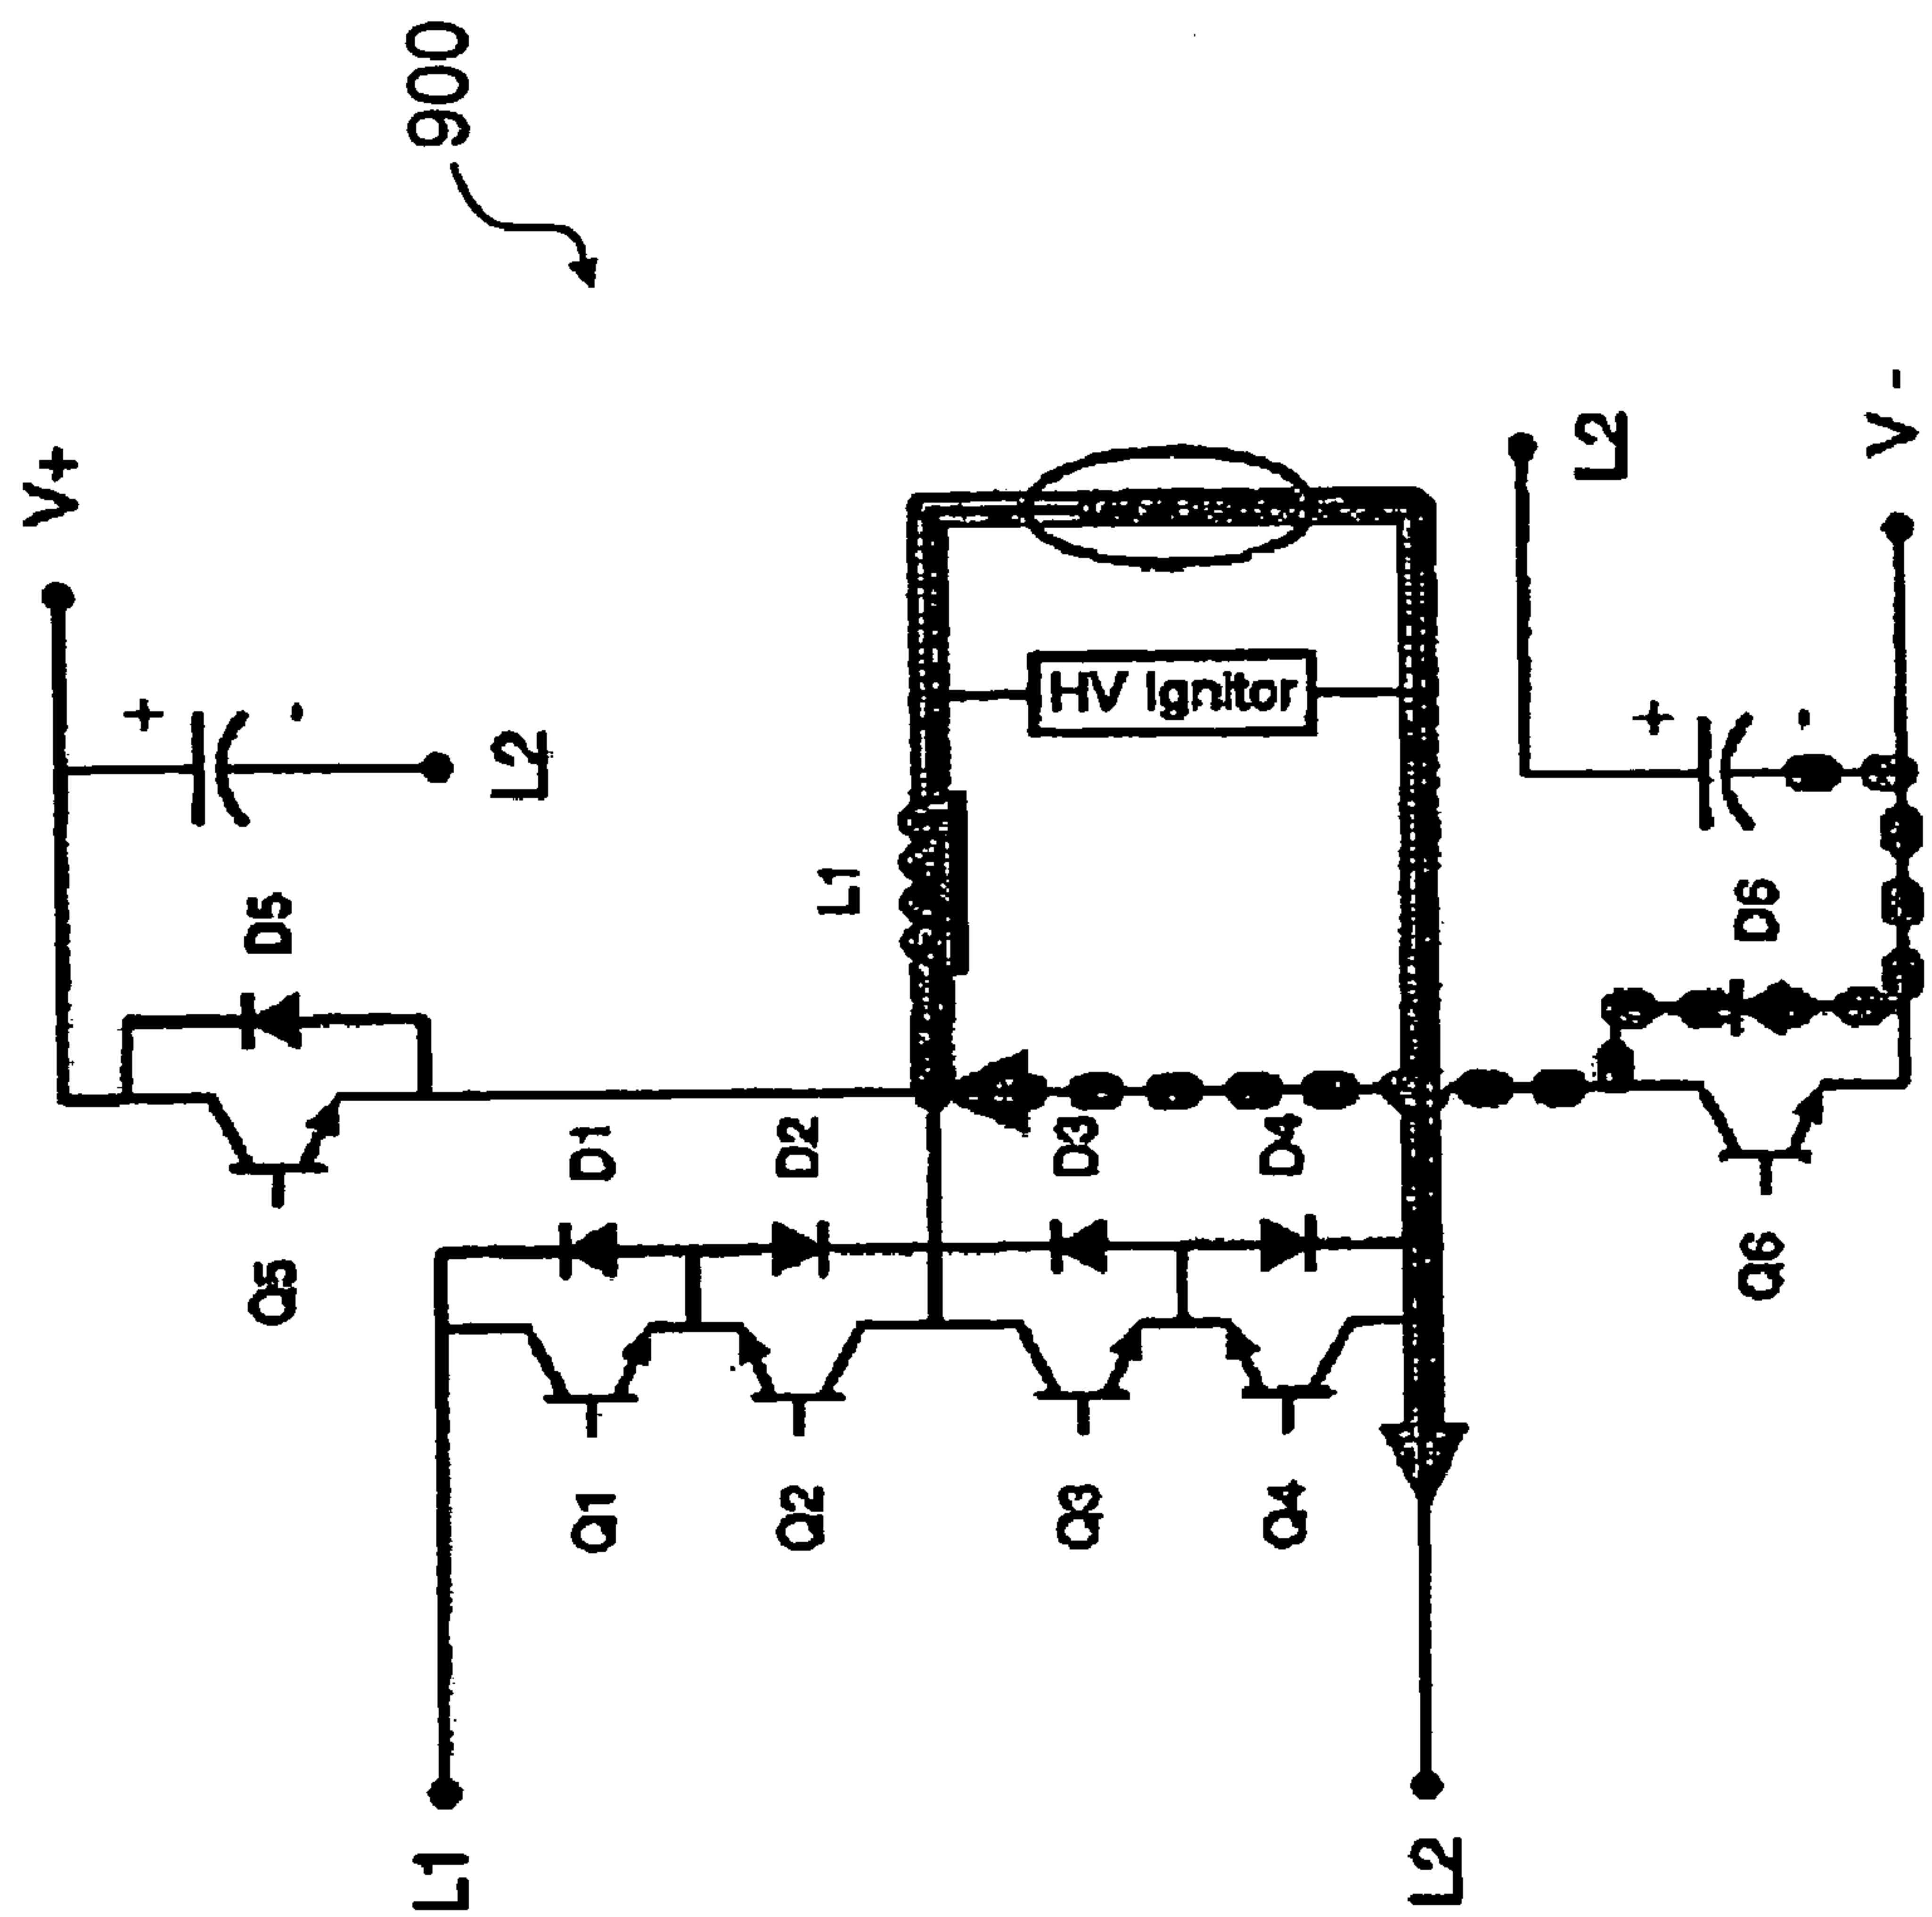 900
V+
+
-
L2
D5
Q5
L1
D1
D2
D3
D4
Q1
Q2
Q3
Q4
L1
HV Ignitor
L2
L2
+
-
D6
Q6
V -